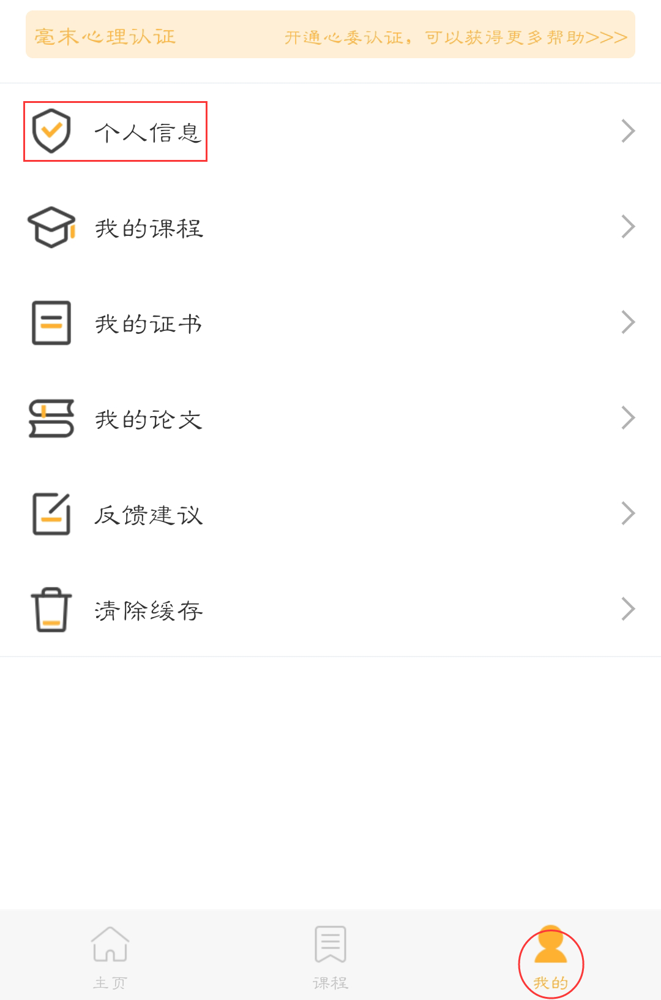 毫末心理认证
开通心委认证，可以获得更多帮助>>>
个人信息
我的课程
我的证书
我的论文
反馈建议
清除缓存
主页
课程
我的